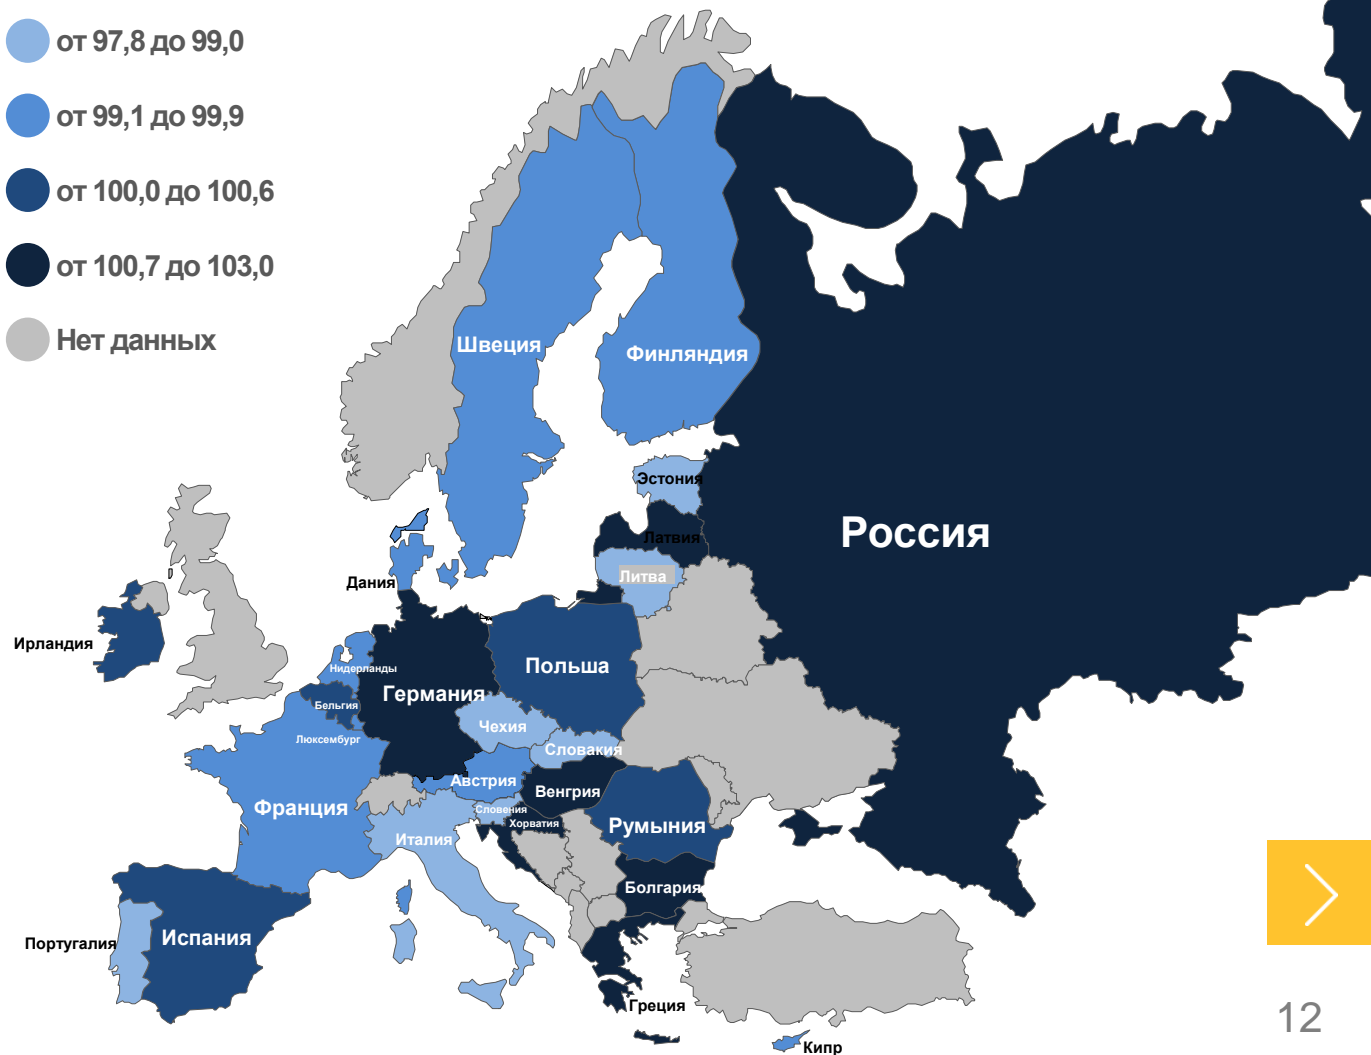 от 97,8 до 99,0
от 99,1 до 99,9
от 100,0 до 100,6
от 100,7 до 103,0
Нет данных
Швеция
Финляндия
Эстония
Россия
Латвия
Литва
Дания
Ирландия
Нидерланды
Польша
Германия
Бельгия
Чехия
Люксембург
Словакия
Австрия
Венгрия
Франция
Словения
Хорватия
Румыния
Италия
Болгария
Испания
Португалия
Греция
12
Кипр